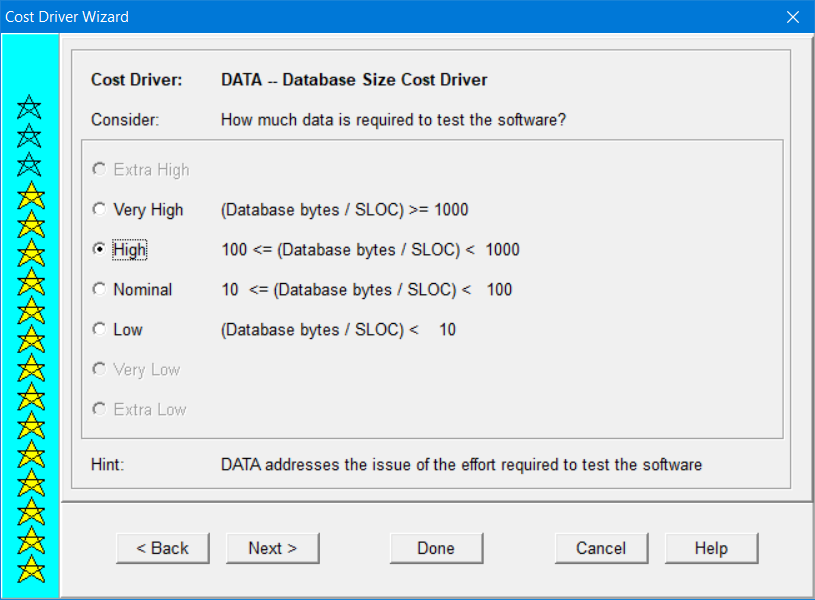 Cost Driver Wizard
Cost Driver: DATA -- Database Size Cost Driver
Consider: How much data is required to test the software?
Extra High
Very High (Database bytes / SLOC) >= 1000
High 100 <= (Database bytes / SLOC) < 1000
Nominal 10 <= (Database bytes / SLOC) < 100
Low (Database bytes / SLOC) < 10
Very Low
Extra Low
Hint: DATA addresses the issue of the effort required to test the software
< Back Next > Done Cancel Help